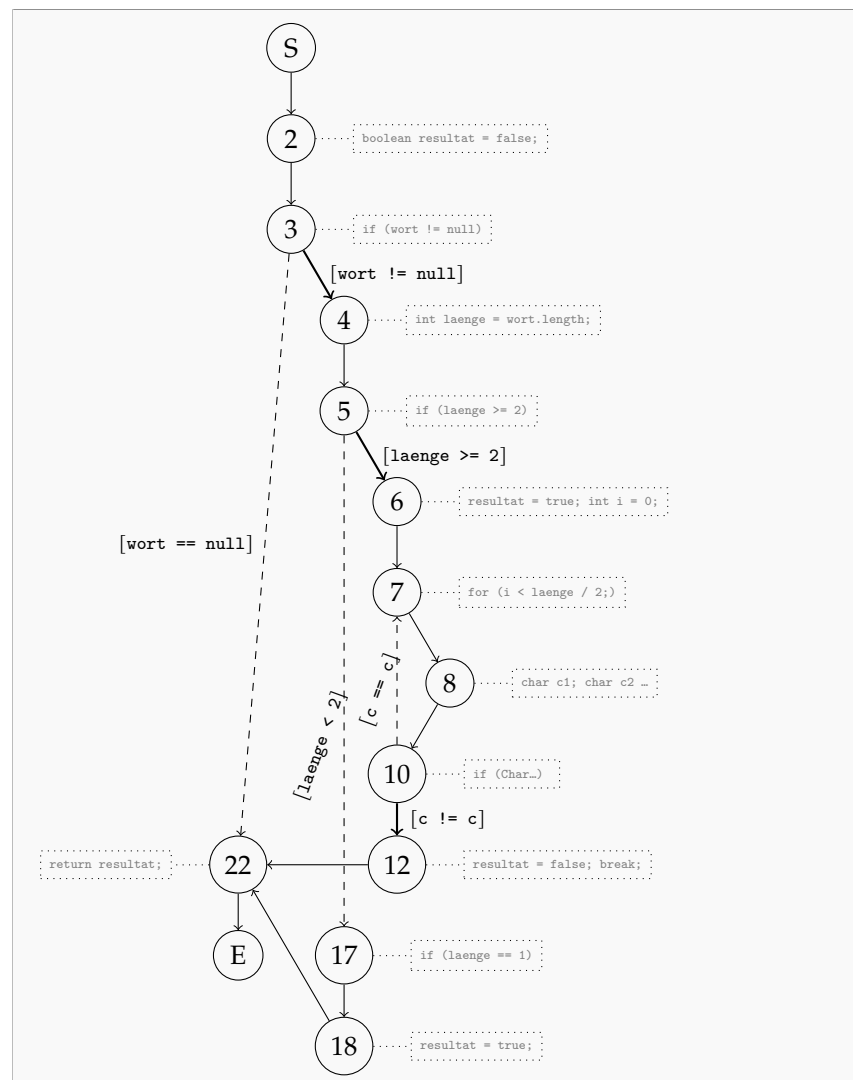 S
2
boolean resultat = false;
3
if (wort != null)
[wort != null]
4
int laenge = wort.length;
5
if (laenge >= 2)
[laenge >= 2]
6
resultat = true; int i = 0;
[wort == null]
7
for (i < laenge / 2;)
8
char c1; char c2 …
[c == c]
[laenge < 2]
10
if (Char…)
[c != c]
return resultat;
22
12
resultat = false; break;
E
17
if (laenge == 1)
18
resultat = true;